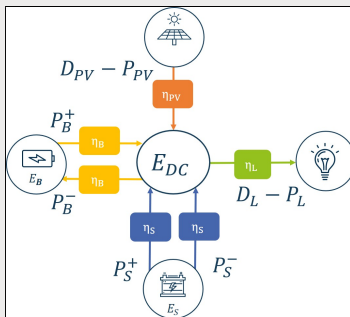 D_PV − P_PV
η_PV
P_B^+
η_B
E_B
E_DC
η_B
P_B^-
η_L
D_L − P_L
η_S
η_S
P_S^+
P_S^-
E_S